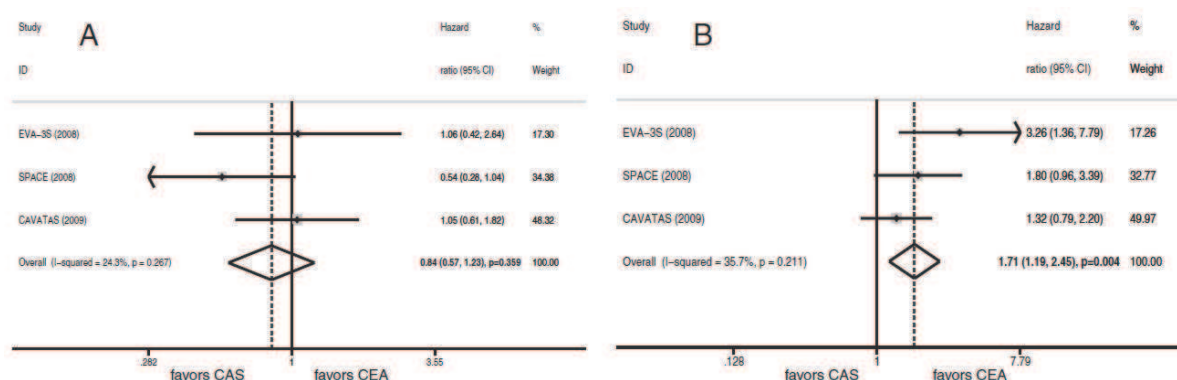 A
Study Hazard %
ID ratio (95% CI) Weight
EVA-3S (2008) 1.06 (0.42, 2.64) 17.30
SPACE (2008) 0.54 (0.28, 1.04) 34.38
CAVATAS (2009) 1.05 (0.61, 1.82) 48.32
Overall (I-squared = 24.3%, p = 0.267) 0.84 (0.57, 1.23), p=0.359 100.00
.282 1 3.55
favors CAS favors CEA
B
Study Hazard %
ID ratio (95% CI) Weight
EVA-3S (2008) 3.26 (1.36, 7.79) 17.26
SPACE (2008) 1.80 (0.96, 3.39) 32.77
CAVATAS (2009) 1.32 (0.79, 2.20) 49.97
Overall (I-squared = 35.7%, p = 0.211) 1.71 (1.19, 2.45), p=0.004 100.00
.128 1 7.79
favors CAS favors CEA